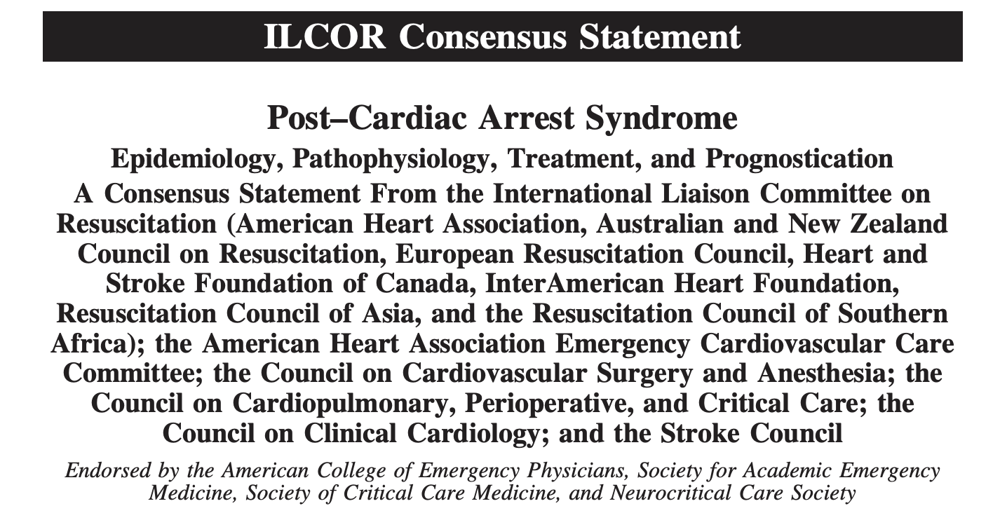 ILCOR Consensus Statement
Post–Cardiac Arrest Syndrome
Epidemiology, Pathophysiology, Treatment, and Prognostication
A Consensus Statement From the International Liaison Committee on
Resuscitation (American Heart Association, Australian and New Zealand
Council on Resuscitation, European Resuscitation Council, Heart and
Stroke Foundation of Canada, InterAmerican Heart Foundation,
Resuscitation Council of Asia, and the Resuscitation Council of Southern
Africa); the American Heart Association Emergency Cardiovascular Care
Committee; the Council on Cardiovascular Surgery and Anesthesia; the
Council on Cardiopulmonary, Perioperative, and Critical Care; the
Council on Clinical Cardiology; and the Stroke Council
Endorsed by the American College of Emergency Physicians, Society for Academic Emergency
Medicine, Society of Critical Care Medicine, and Neurocritical Care Society